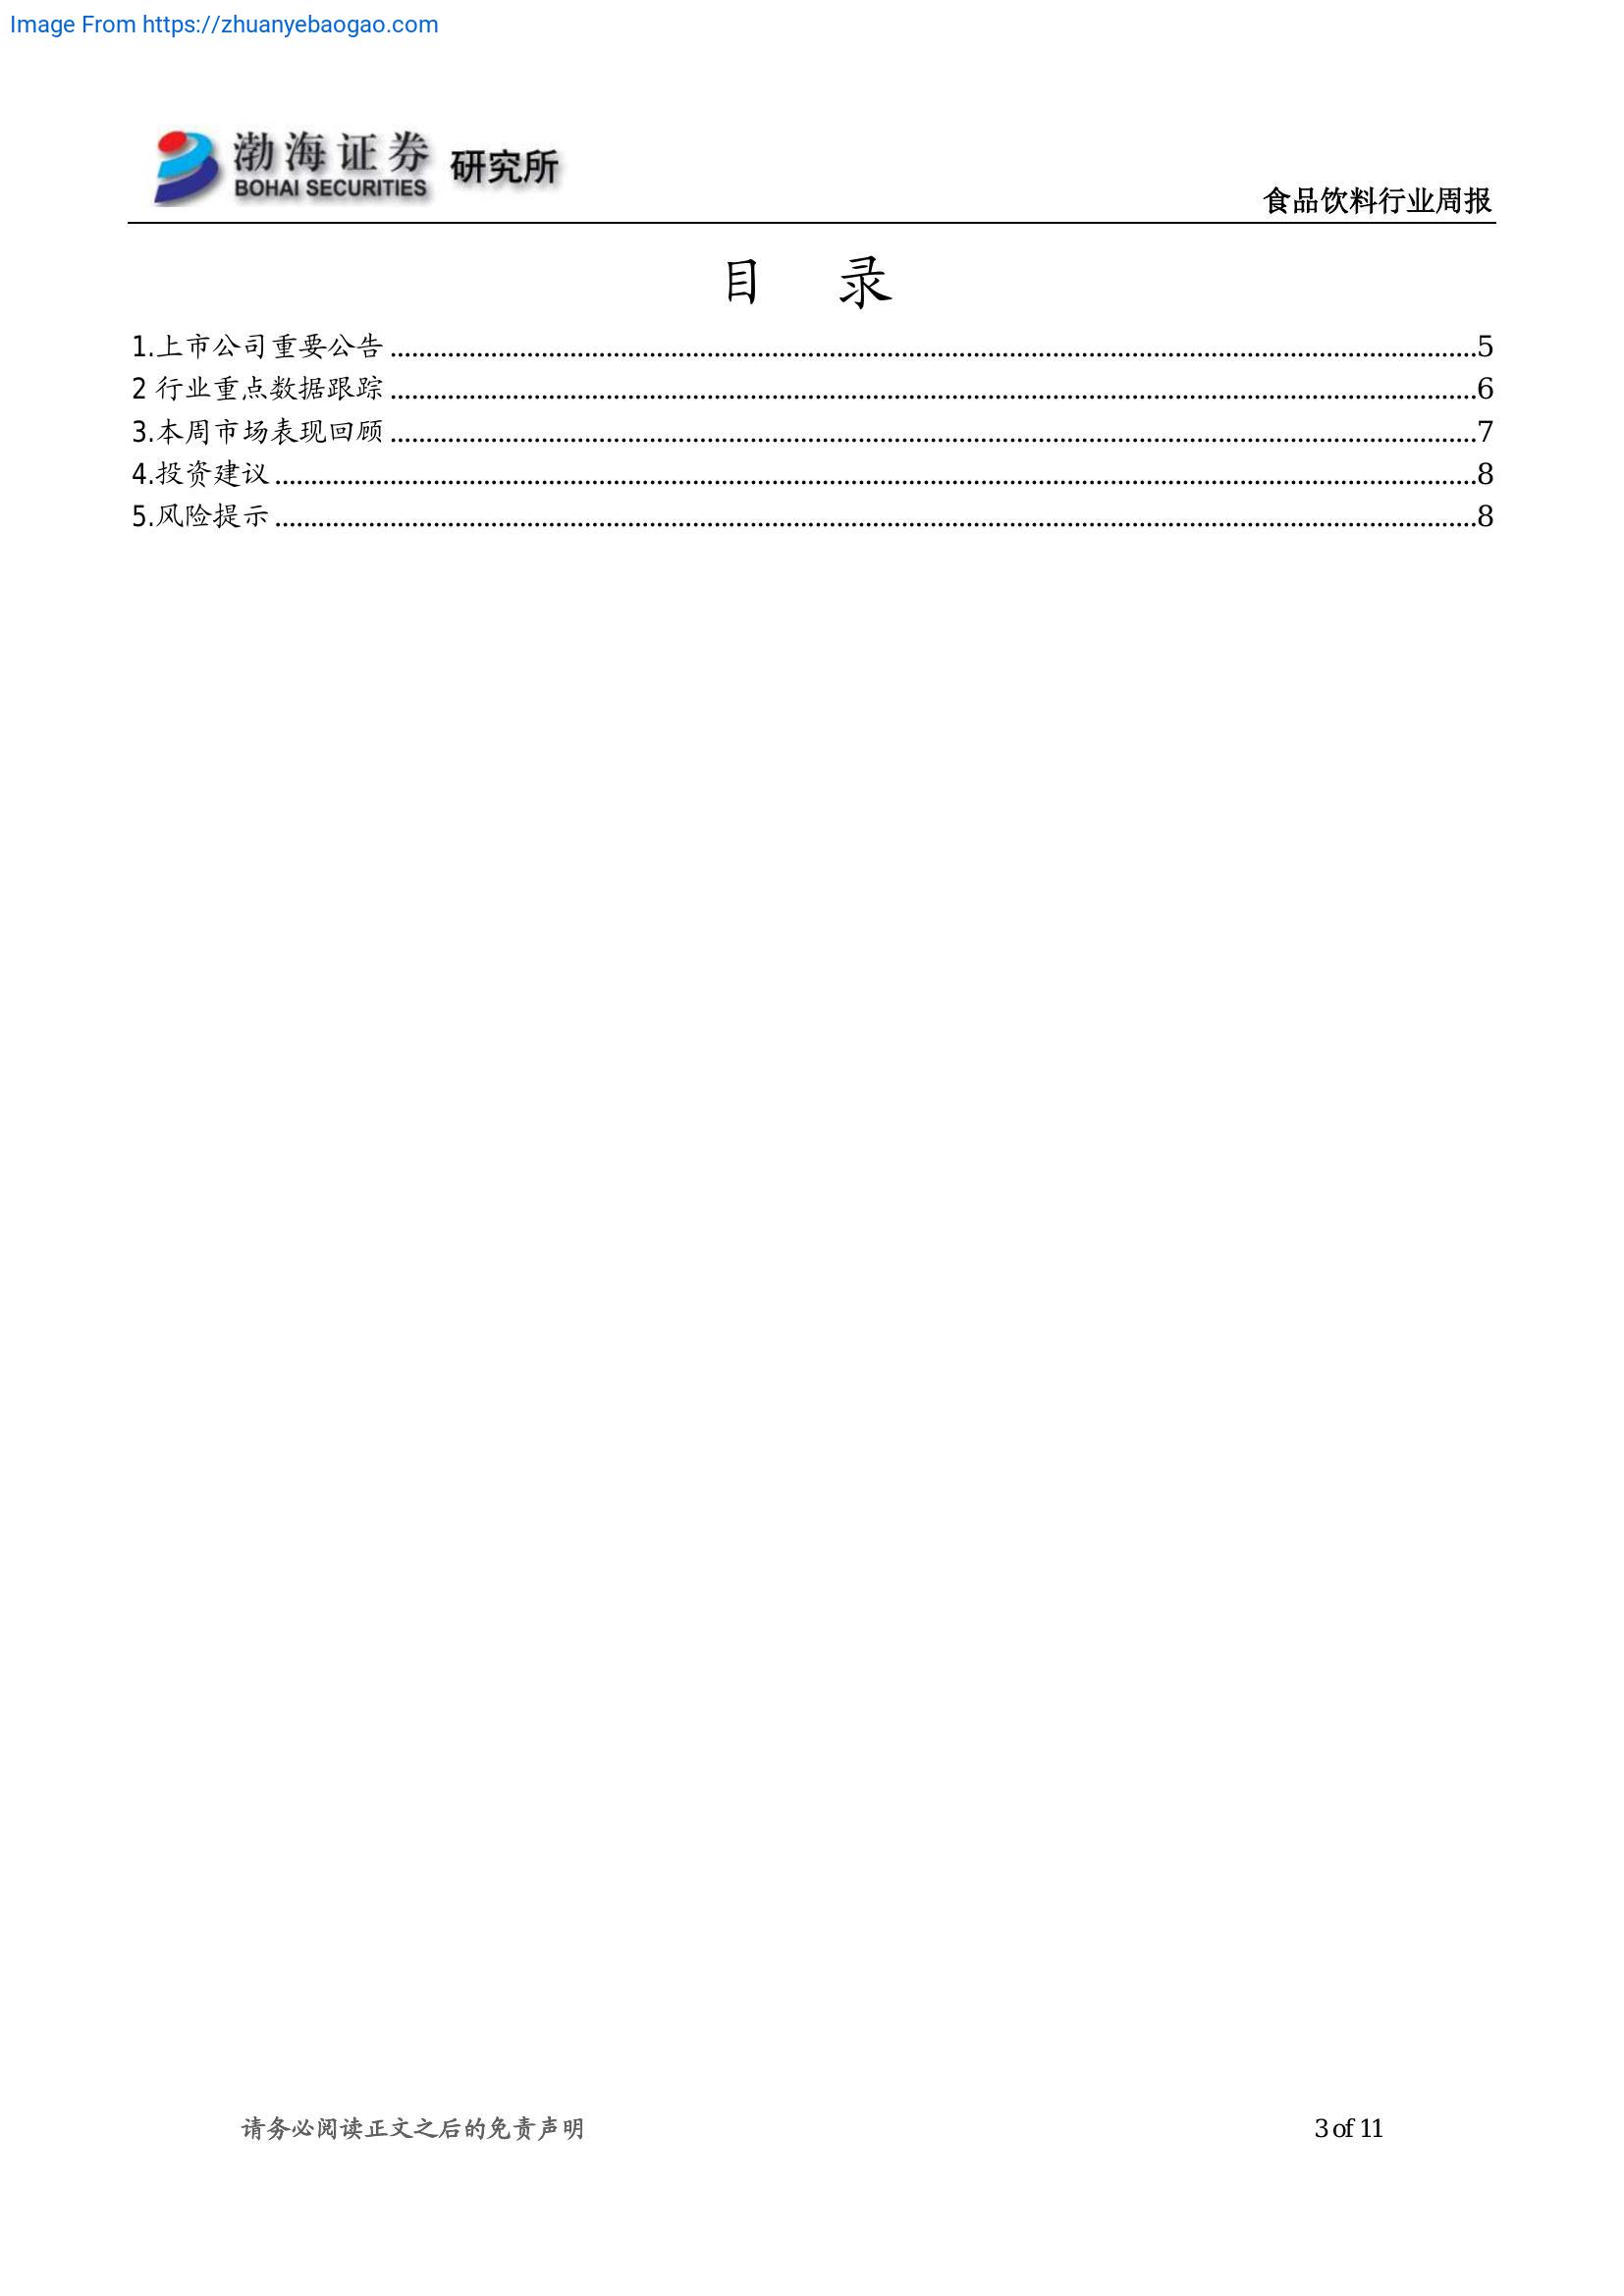 Image From https://zhuanyebaogao.com
渤海证券 研究所
BOHAI SECURITIES
食品饮料行业周报
目 录
1.上市公司重要公告 ........................................................................................................................................................5
2 行业重点数据跟踪 ........................................................................................................................................................6
3.本周市场表现回顾 ........................................................................................................................................................7
4.投资建议 ........................................................................................................................................................................8
5.风险提示 ........................................................................................................................................................................8
请务必阅读正文之后的免责声明
3 of 11